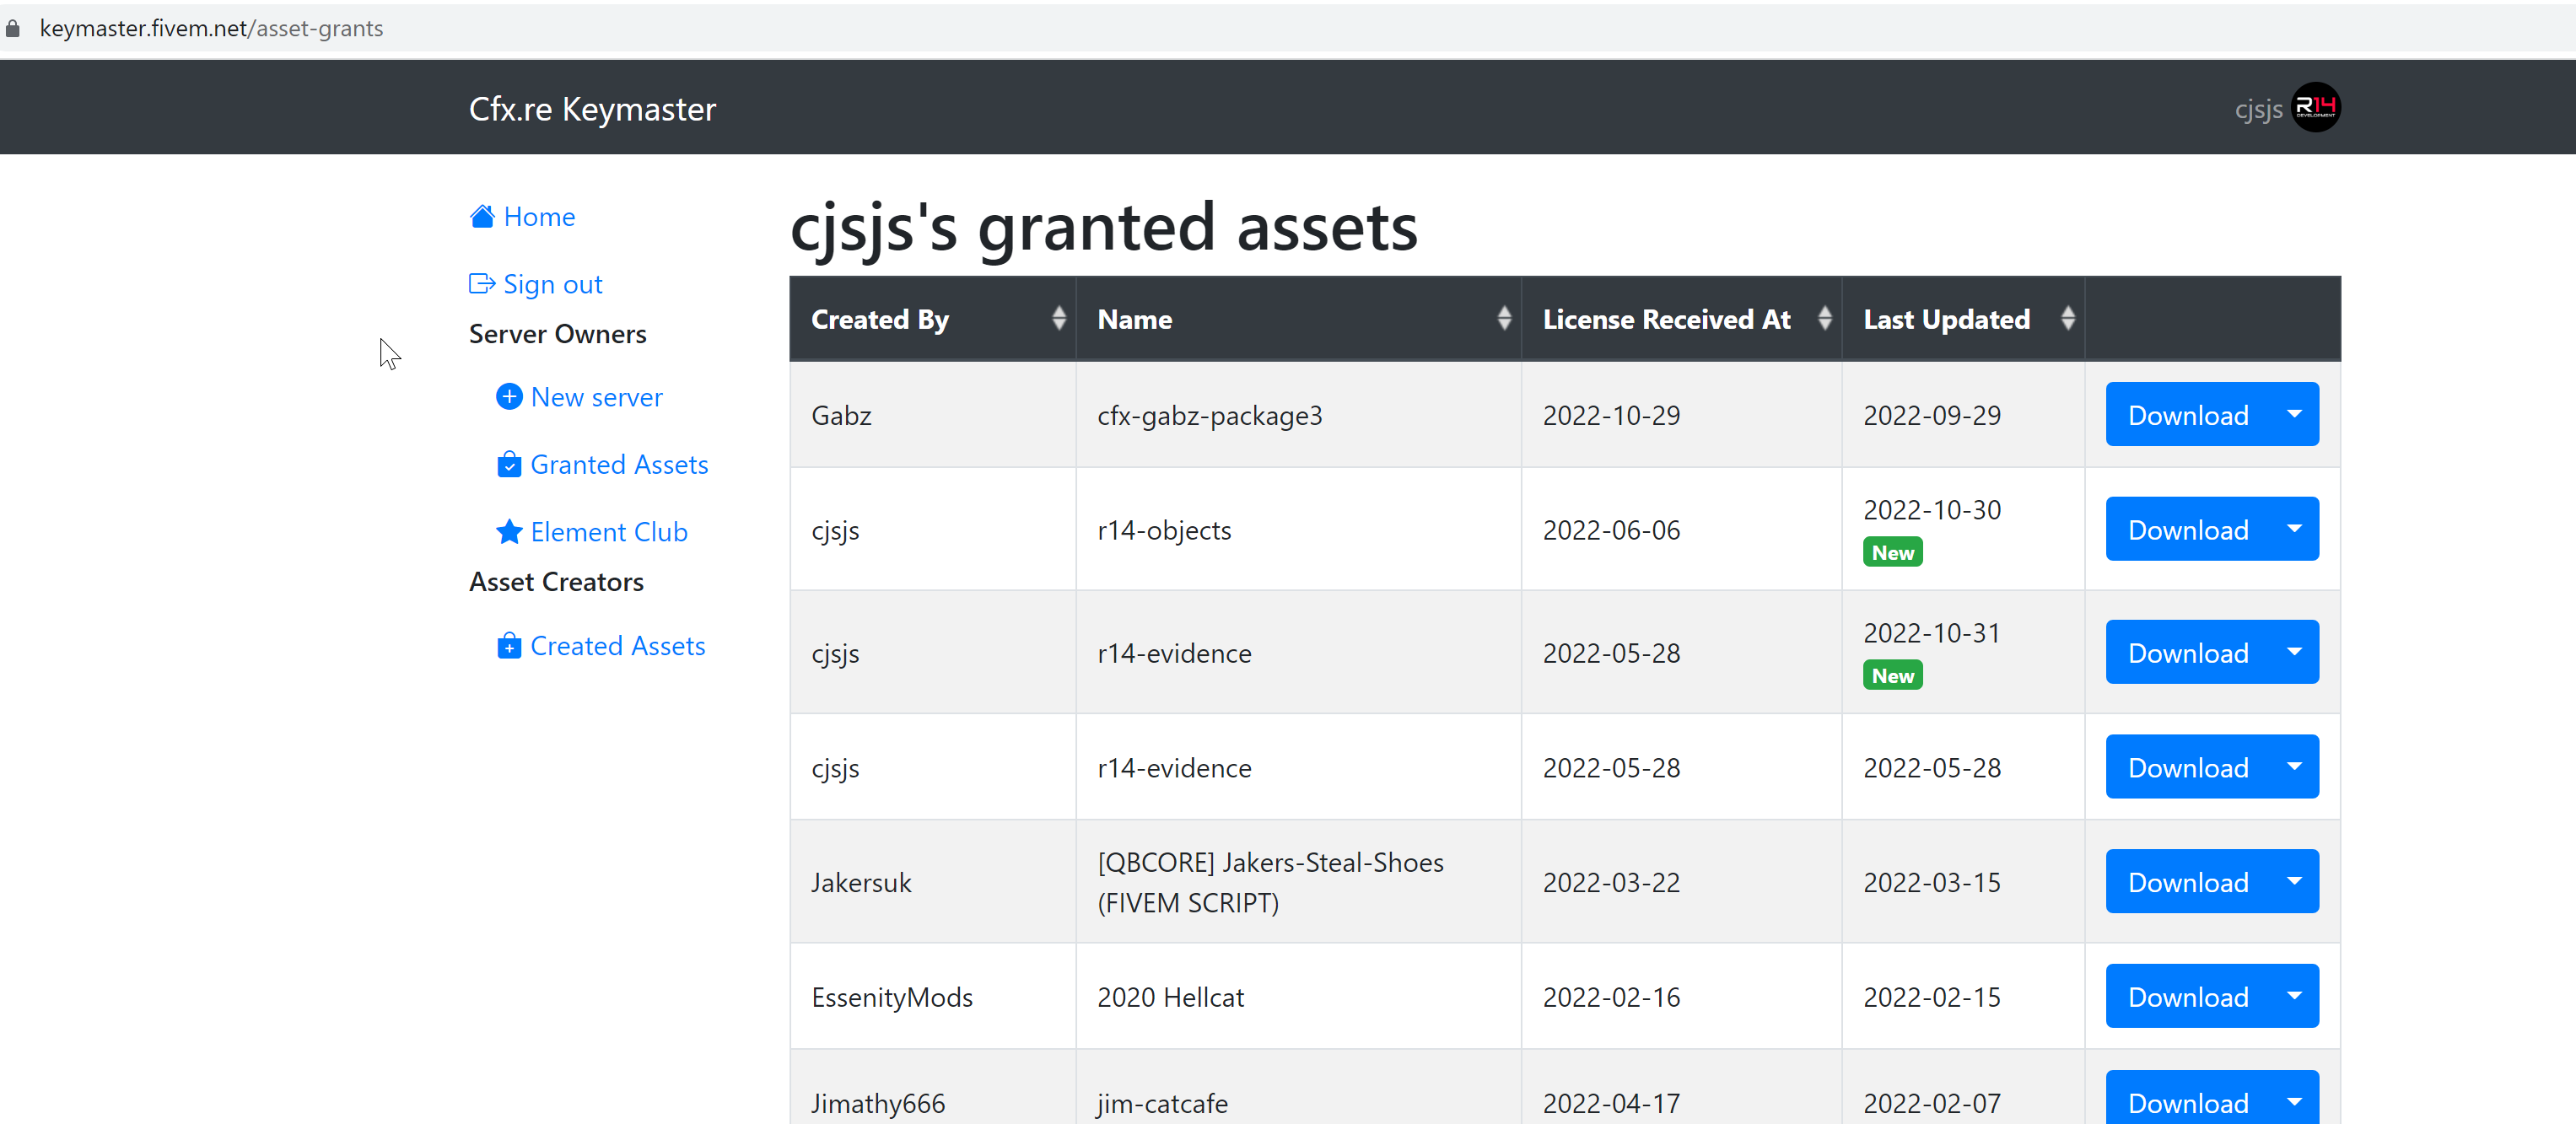 keymaster.fivem.net/asset-grants
Cfx.re Keymaster
cjsjs
R14
DEVELOPMENT
Home
Sign out
Server Owners
New server
Granted Assets
Element Club
Asset Creators
Created Assets
cjsjs's granted assets
Created By Name License Received At Last Updated
Gabz cfx-gabz-package3 2022-10-29 2022-09-29 Download
cjsjs r14-objects 2022-06-06 2022-10-30 Download
New
cjsjs r14-evidence 2022-05-28 2022-10-31 Download
New
cjsjs r14-evidence 2022-05-28 2022-05-28 Download
Jakersuk [QBCORE] Jakers-Steal-Shoes 2022-03-22 2022-03-15 Download
(FIVEM SCRIPT)
EssenityMods 2020 Hellcat 2022-02-16 2022-02-15 Download
Jimathy666 jim-catcafe 2022-04-17 2022-02-07 Download